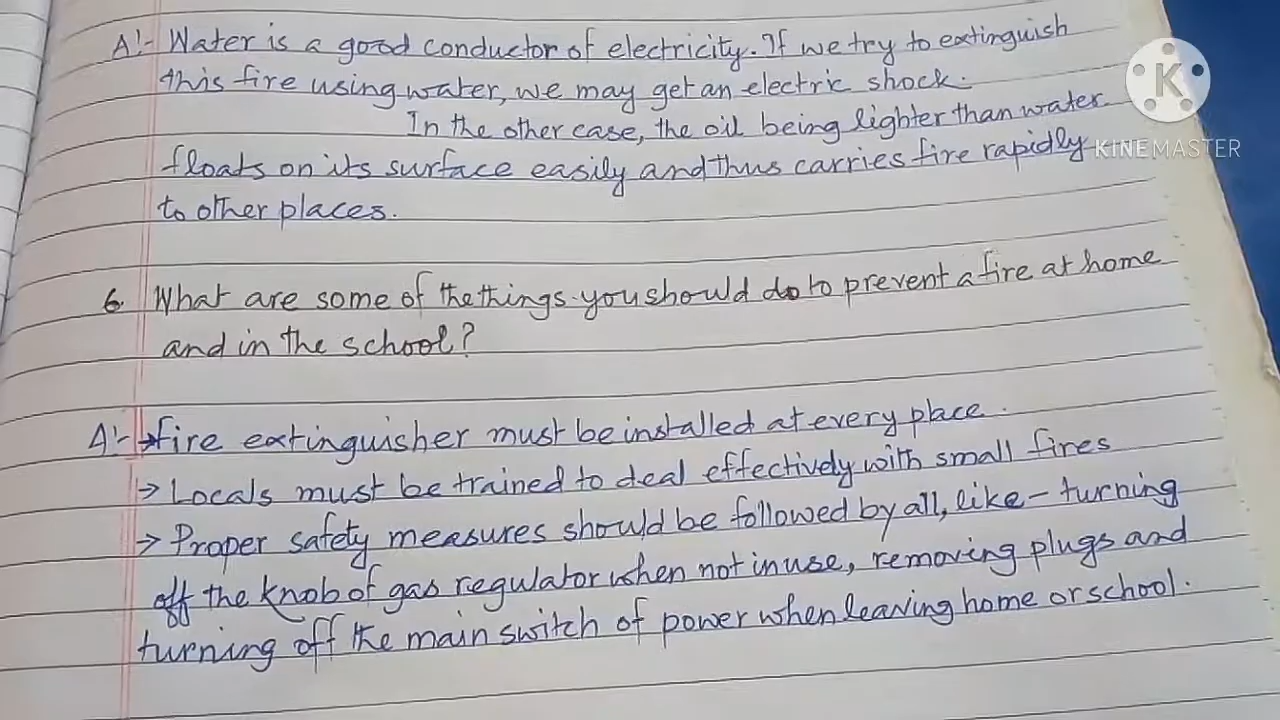 A:- Water is a good conductor of electricity. If we try to extinguish
this fire using water, we may get an electric shock.
In the other case, the oil being lighter than water
floats on its surface easily and thus carries fire rapidly
to other places.
K
KINEMASTER
6. What are some of the things you should do to prevent a fire at home
and in the school?
A:- → Fire extinguisher must be installed at every place.
→ Locals must be trained to deal effectively with small fires
→ Proper safety measures should be followed by all, like - turning
off the knob of gas regulator when not in use, removing plugs and
turning off the main switch of power when leaving home or school.